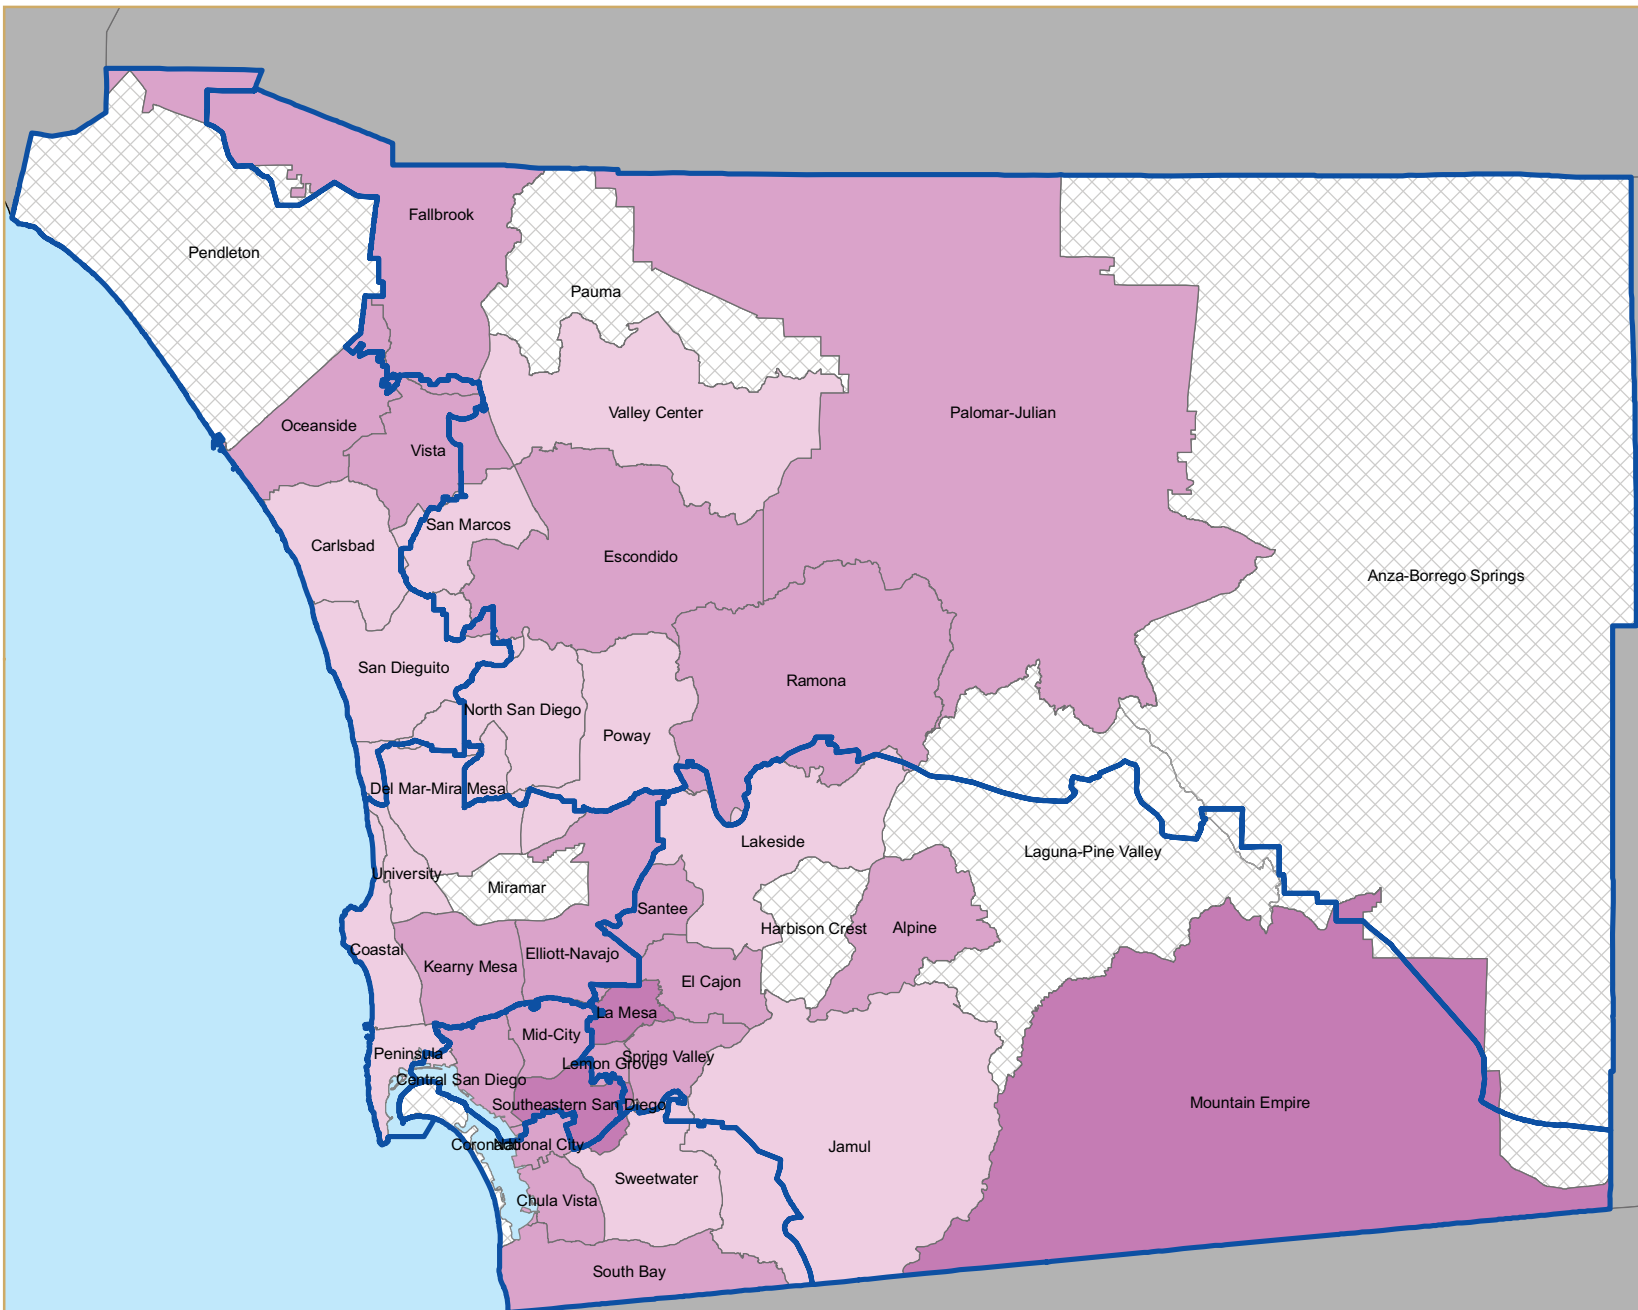 Fallbrook
Pendleton
Pauma
Valley Center
Palomar-Julian
Oceanside
Vista
San Marcos
Carlsbad
Escondido
Anza-Borrego Springs
San Dieguito
Ramona
North San Diego
Poway
Del Mar-Mira Mesa
Lakeside
Laguna-Pine Valley
University
Miramar
Santee
Harbison Crest
Alpine
Coastal
Elliott-Navajo
Kearny Mesa
El Cajon
La Mesa
Mid-City
Peninsula
Spring Valley
Lemon Grove
Central San Diego
Southeastern San Diego
Mountain Empire
Coronado
National City
Jamul
Sweetwater
Chula Vista
South Bay